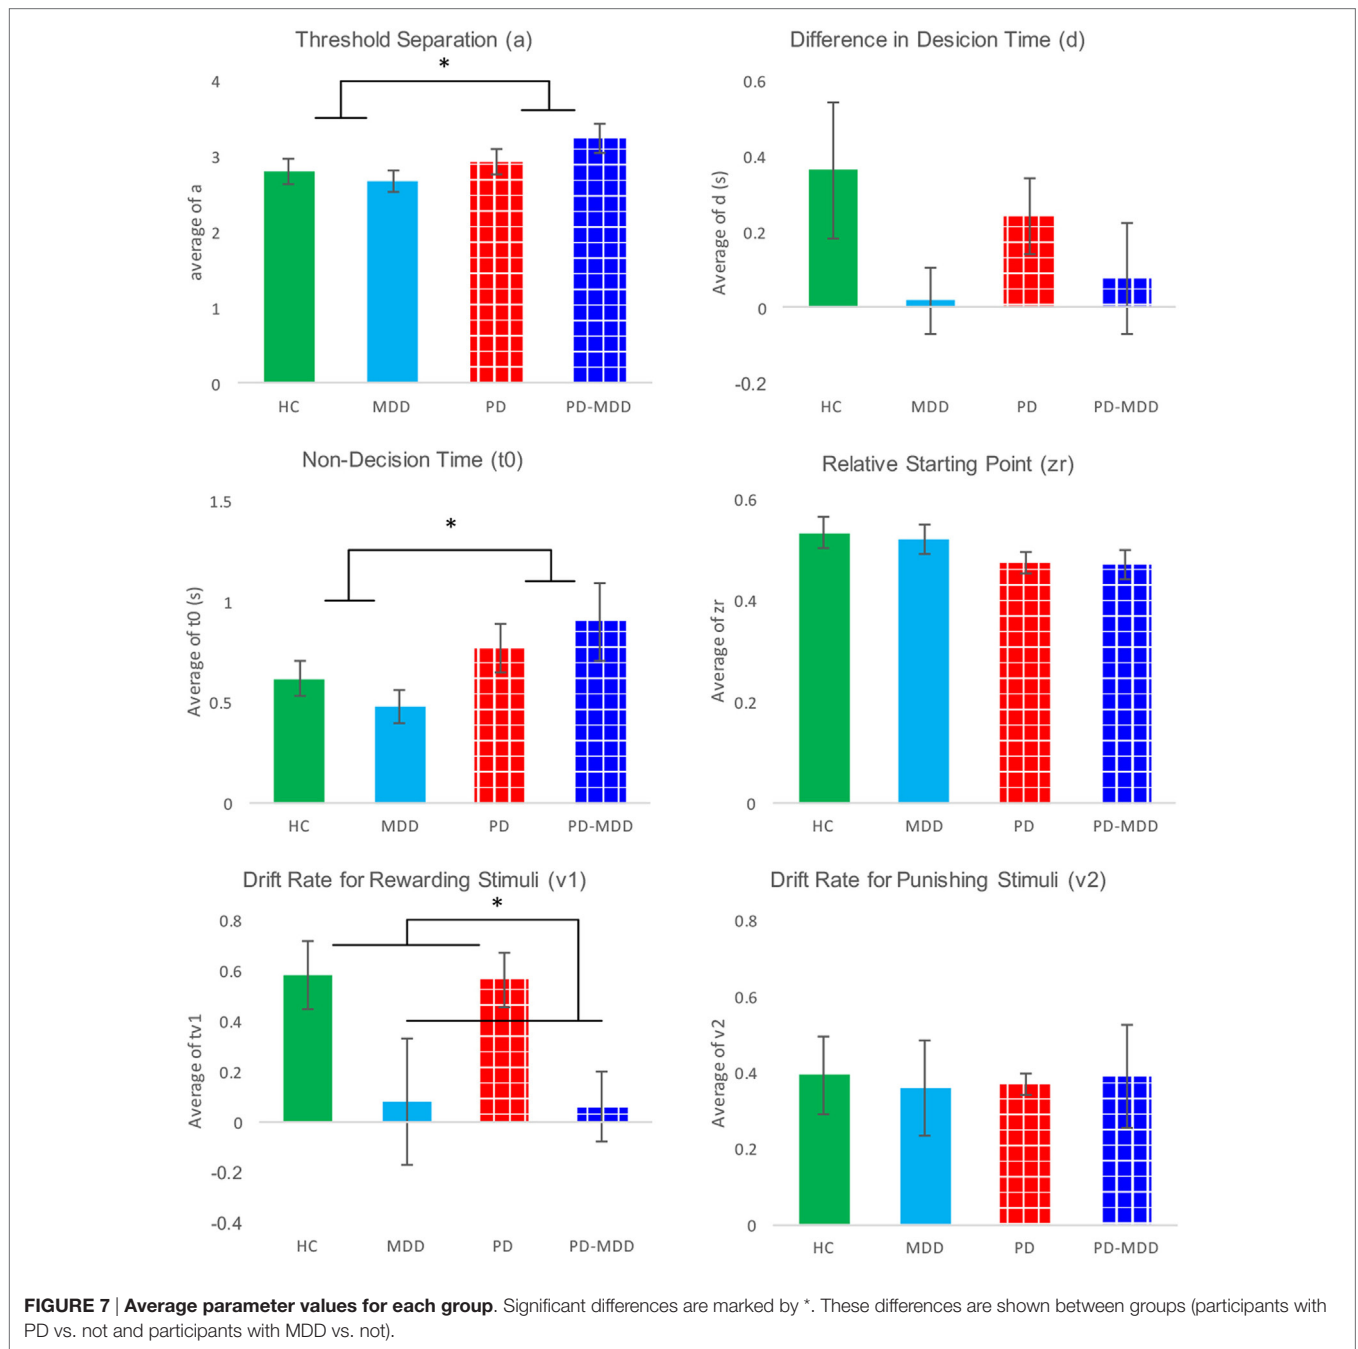 Threshold Separation (a)
*
4
3
2
1
0
average of a
HC MDD PD PD-MDD
Difference in Desicion Time (d)
0.6
0.4
0.2
0
-0.2
Average of d (s)
HC MDD PD PD-MDD
Non-Decision Time (t0)
*
1.5
1
0.5
0
Average of t0 (s)
HC MDD PD PD-MDD
Relative Starting Point (zr)
0.6
0.4
0.2
0
Average of zr
HC MDD PD PD-MDD
Drift Rate for Rewarding Stimuli (v1)
*
0.8
0.6
0.4
0.2
0
-0.2
-0.4
Average of tv1
HC MDD PD PD-MDD
Drift Rate for Punishing Stimuli (v2)
0.8
0.6
0.4
0.2
0
Average of v2
HC MDD PD PD-MDD
FIGURE 7 | Average parameter values for each group. Significant differences are marked by *. These differences are shown between groups (participants with
PD vs. not and participants with MDD vs. not).